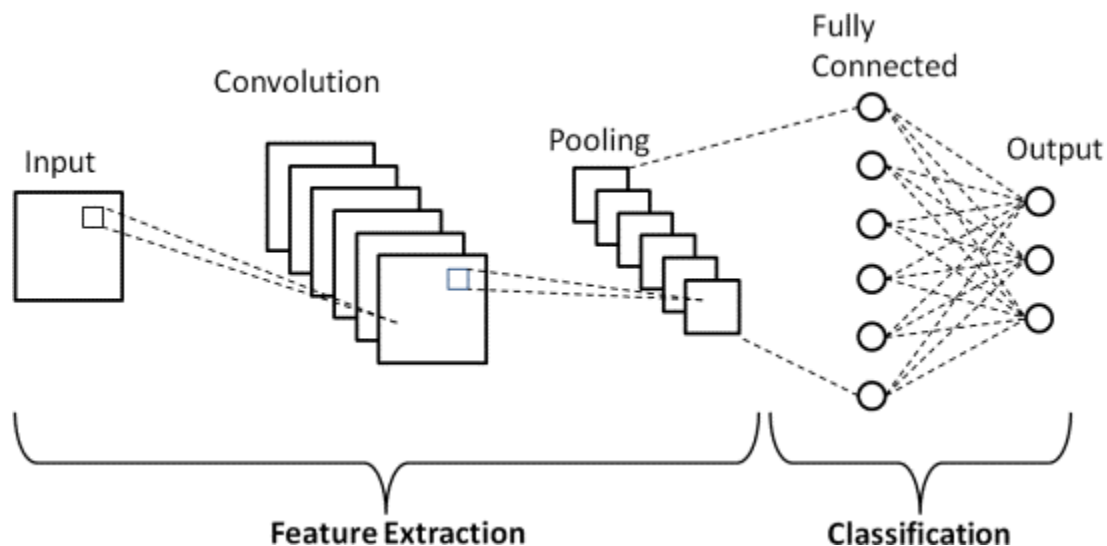 Input
Convolution
Pooling
Fully
Connected
Output
Feature Extraction
Classification